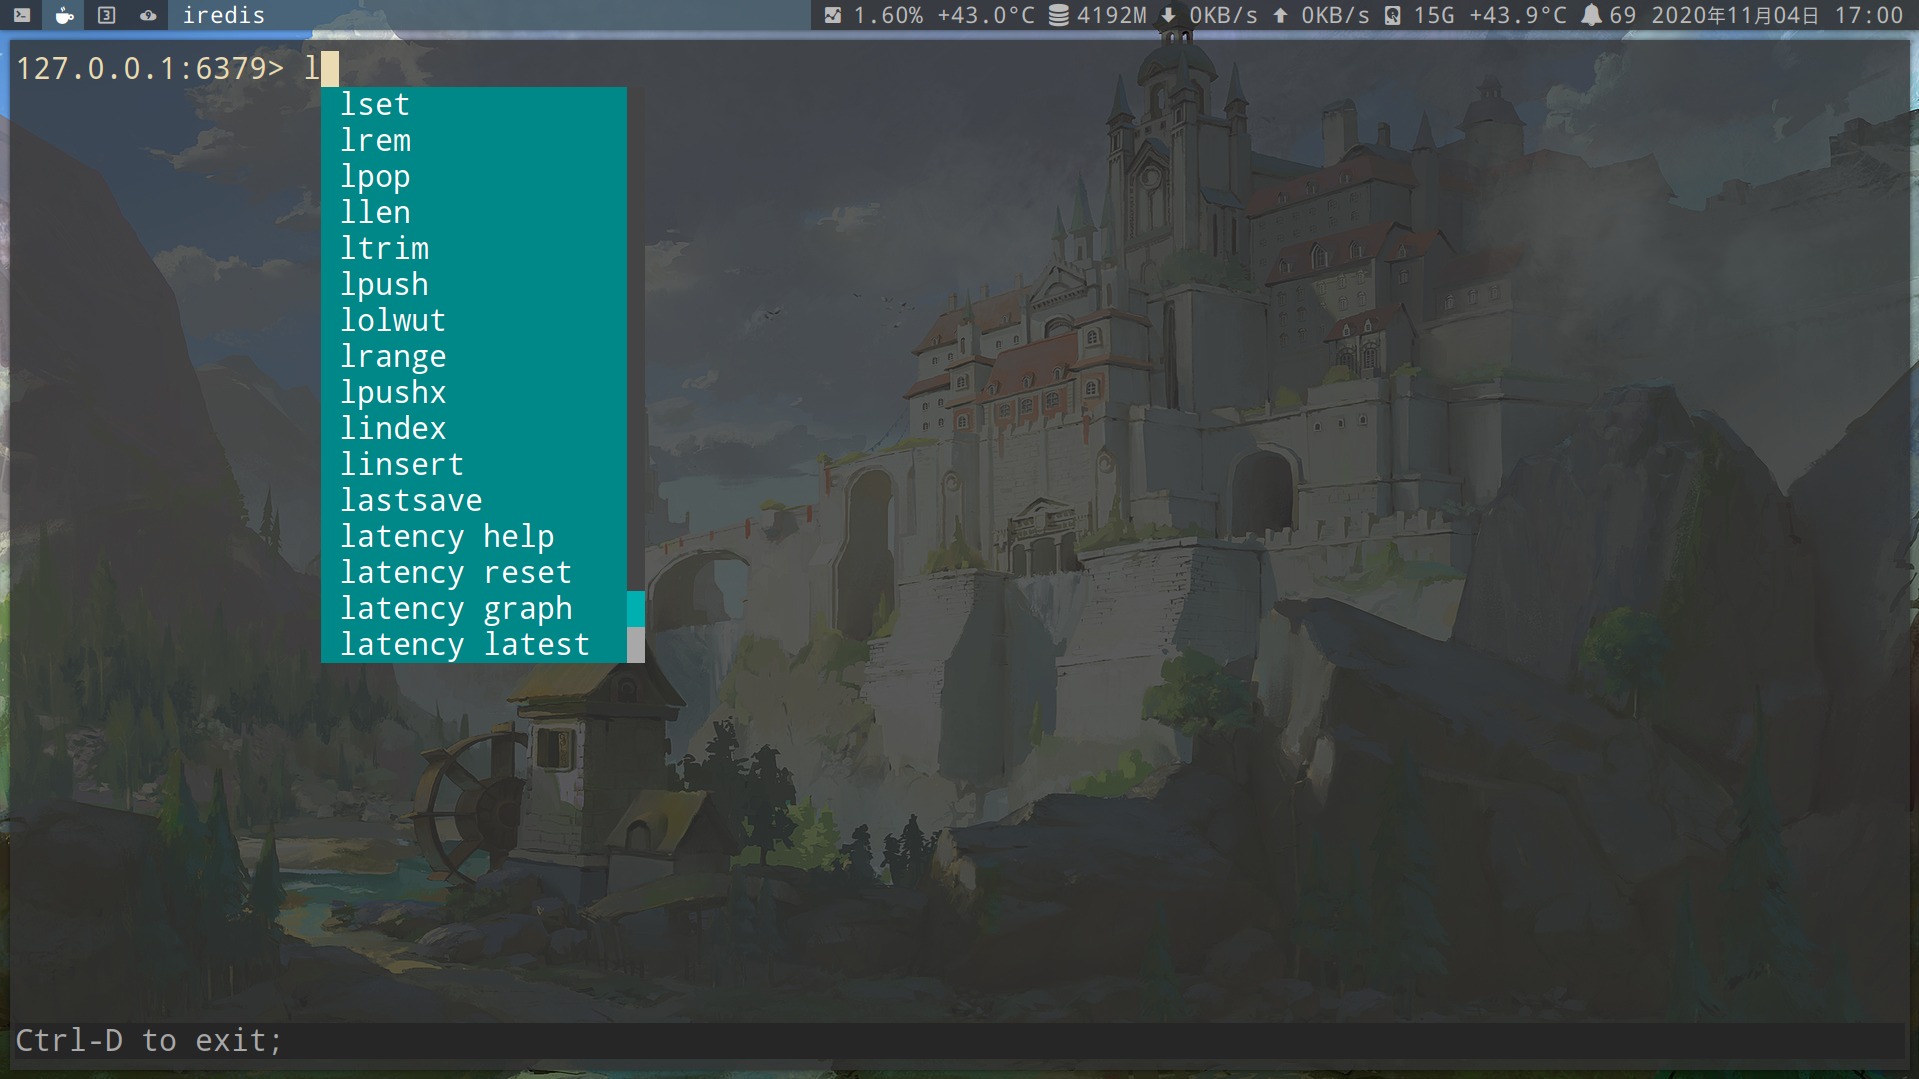 3 iredis 1.60% +43.0°C 4192M 0KB/s 0KB/s 15G +43.9°C 69 2020年11月04日 17:00
127.0.0.1:6379> l
lset
lrem
lpop
llen
ltrim
lpush
lolwut
lrange
lpushx
lindex
linsert
lastsave
latency help
latency reset
latency graph
latency latest
Ctrl-D to exit;